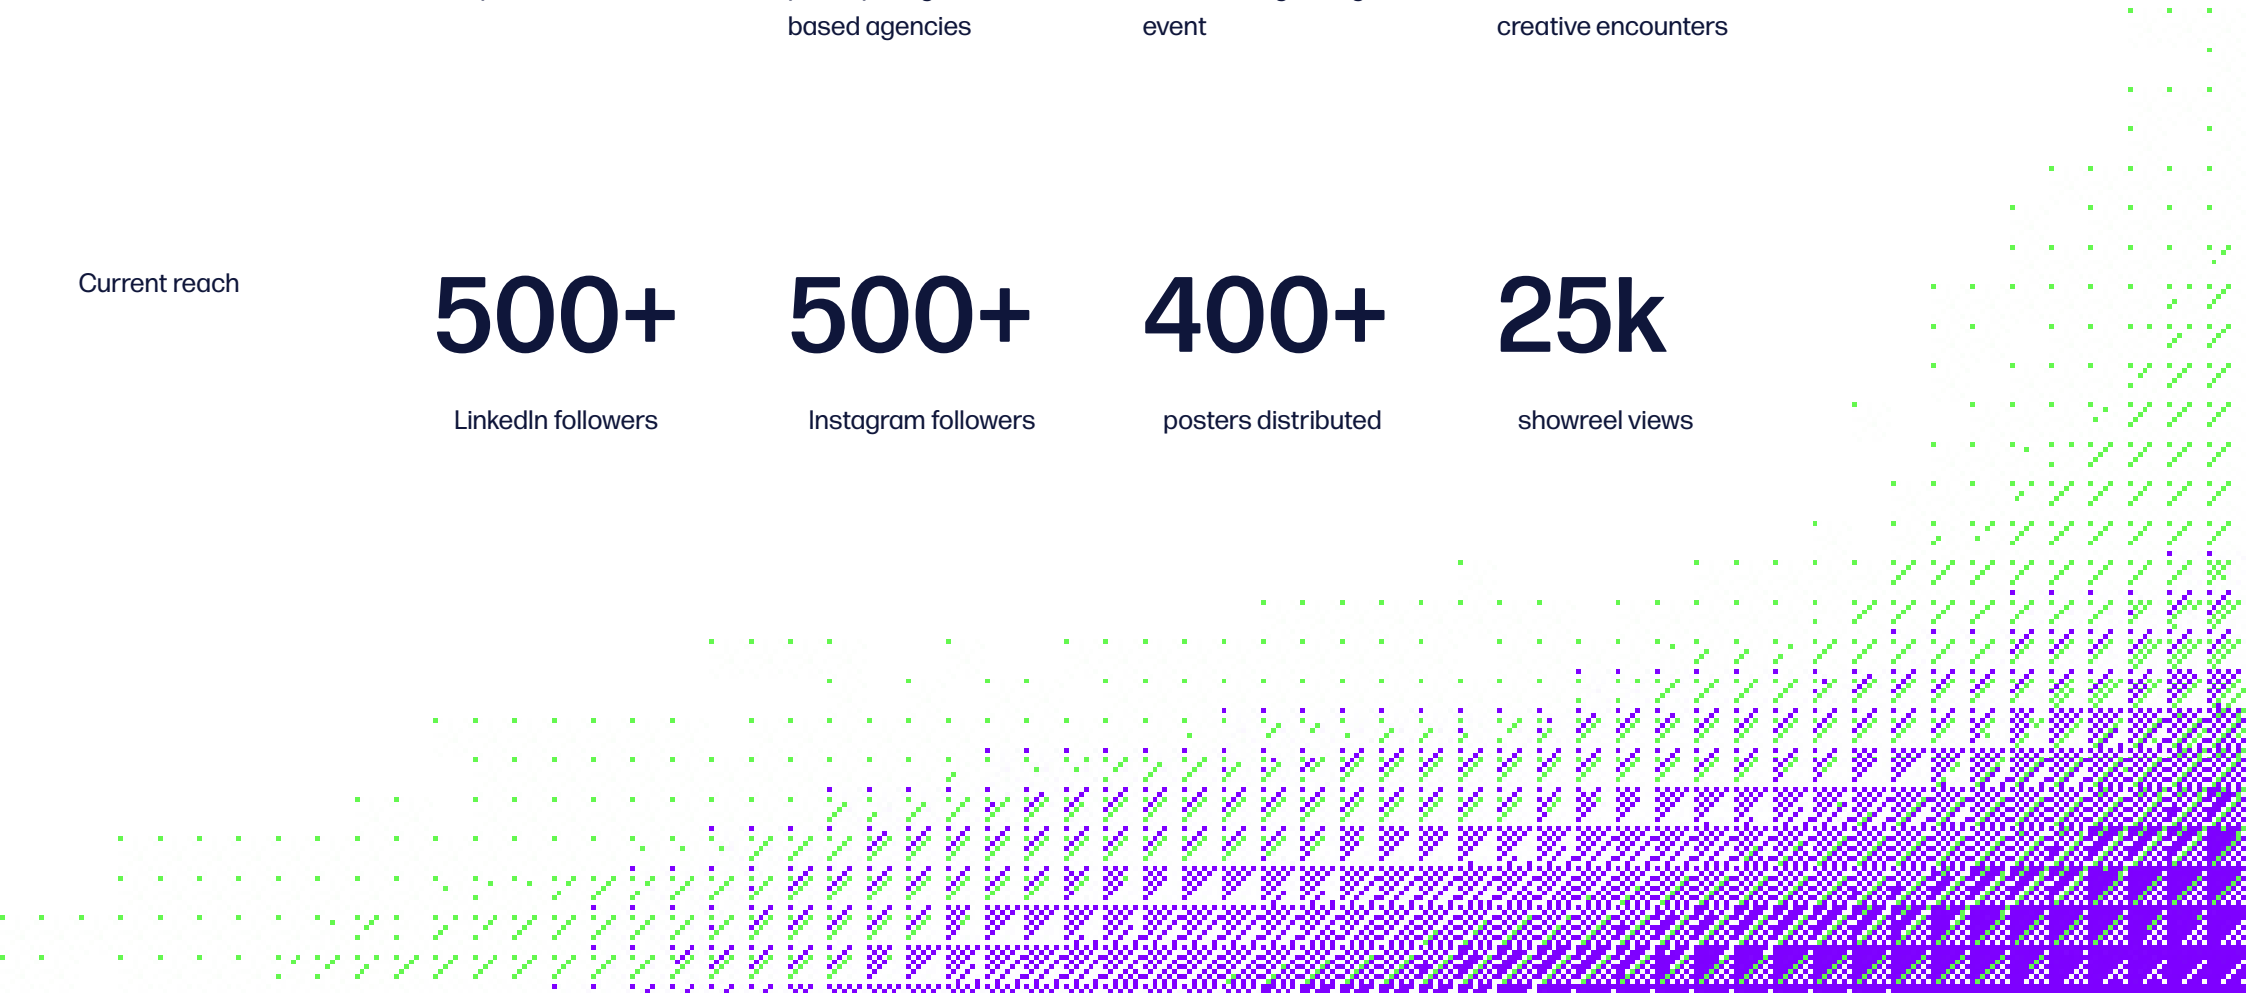 based agencies
event
creative encounters
Current reach
500+
500+
400+
25k
LinkedIn followers
Instagram followers
posters distributed
showreel views